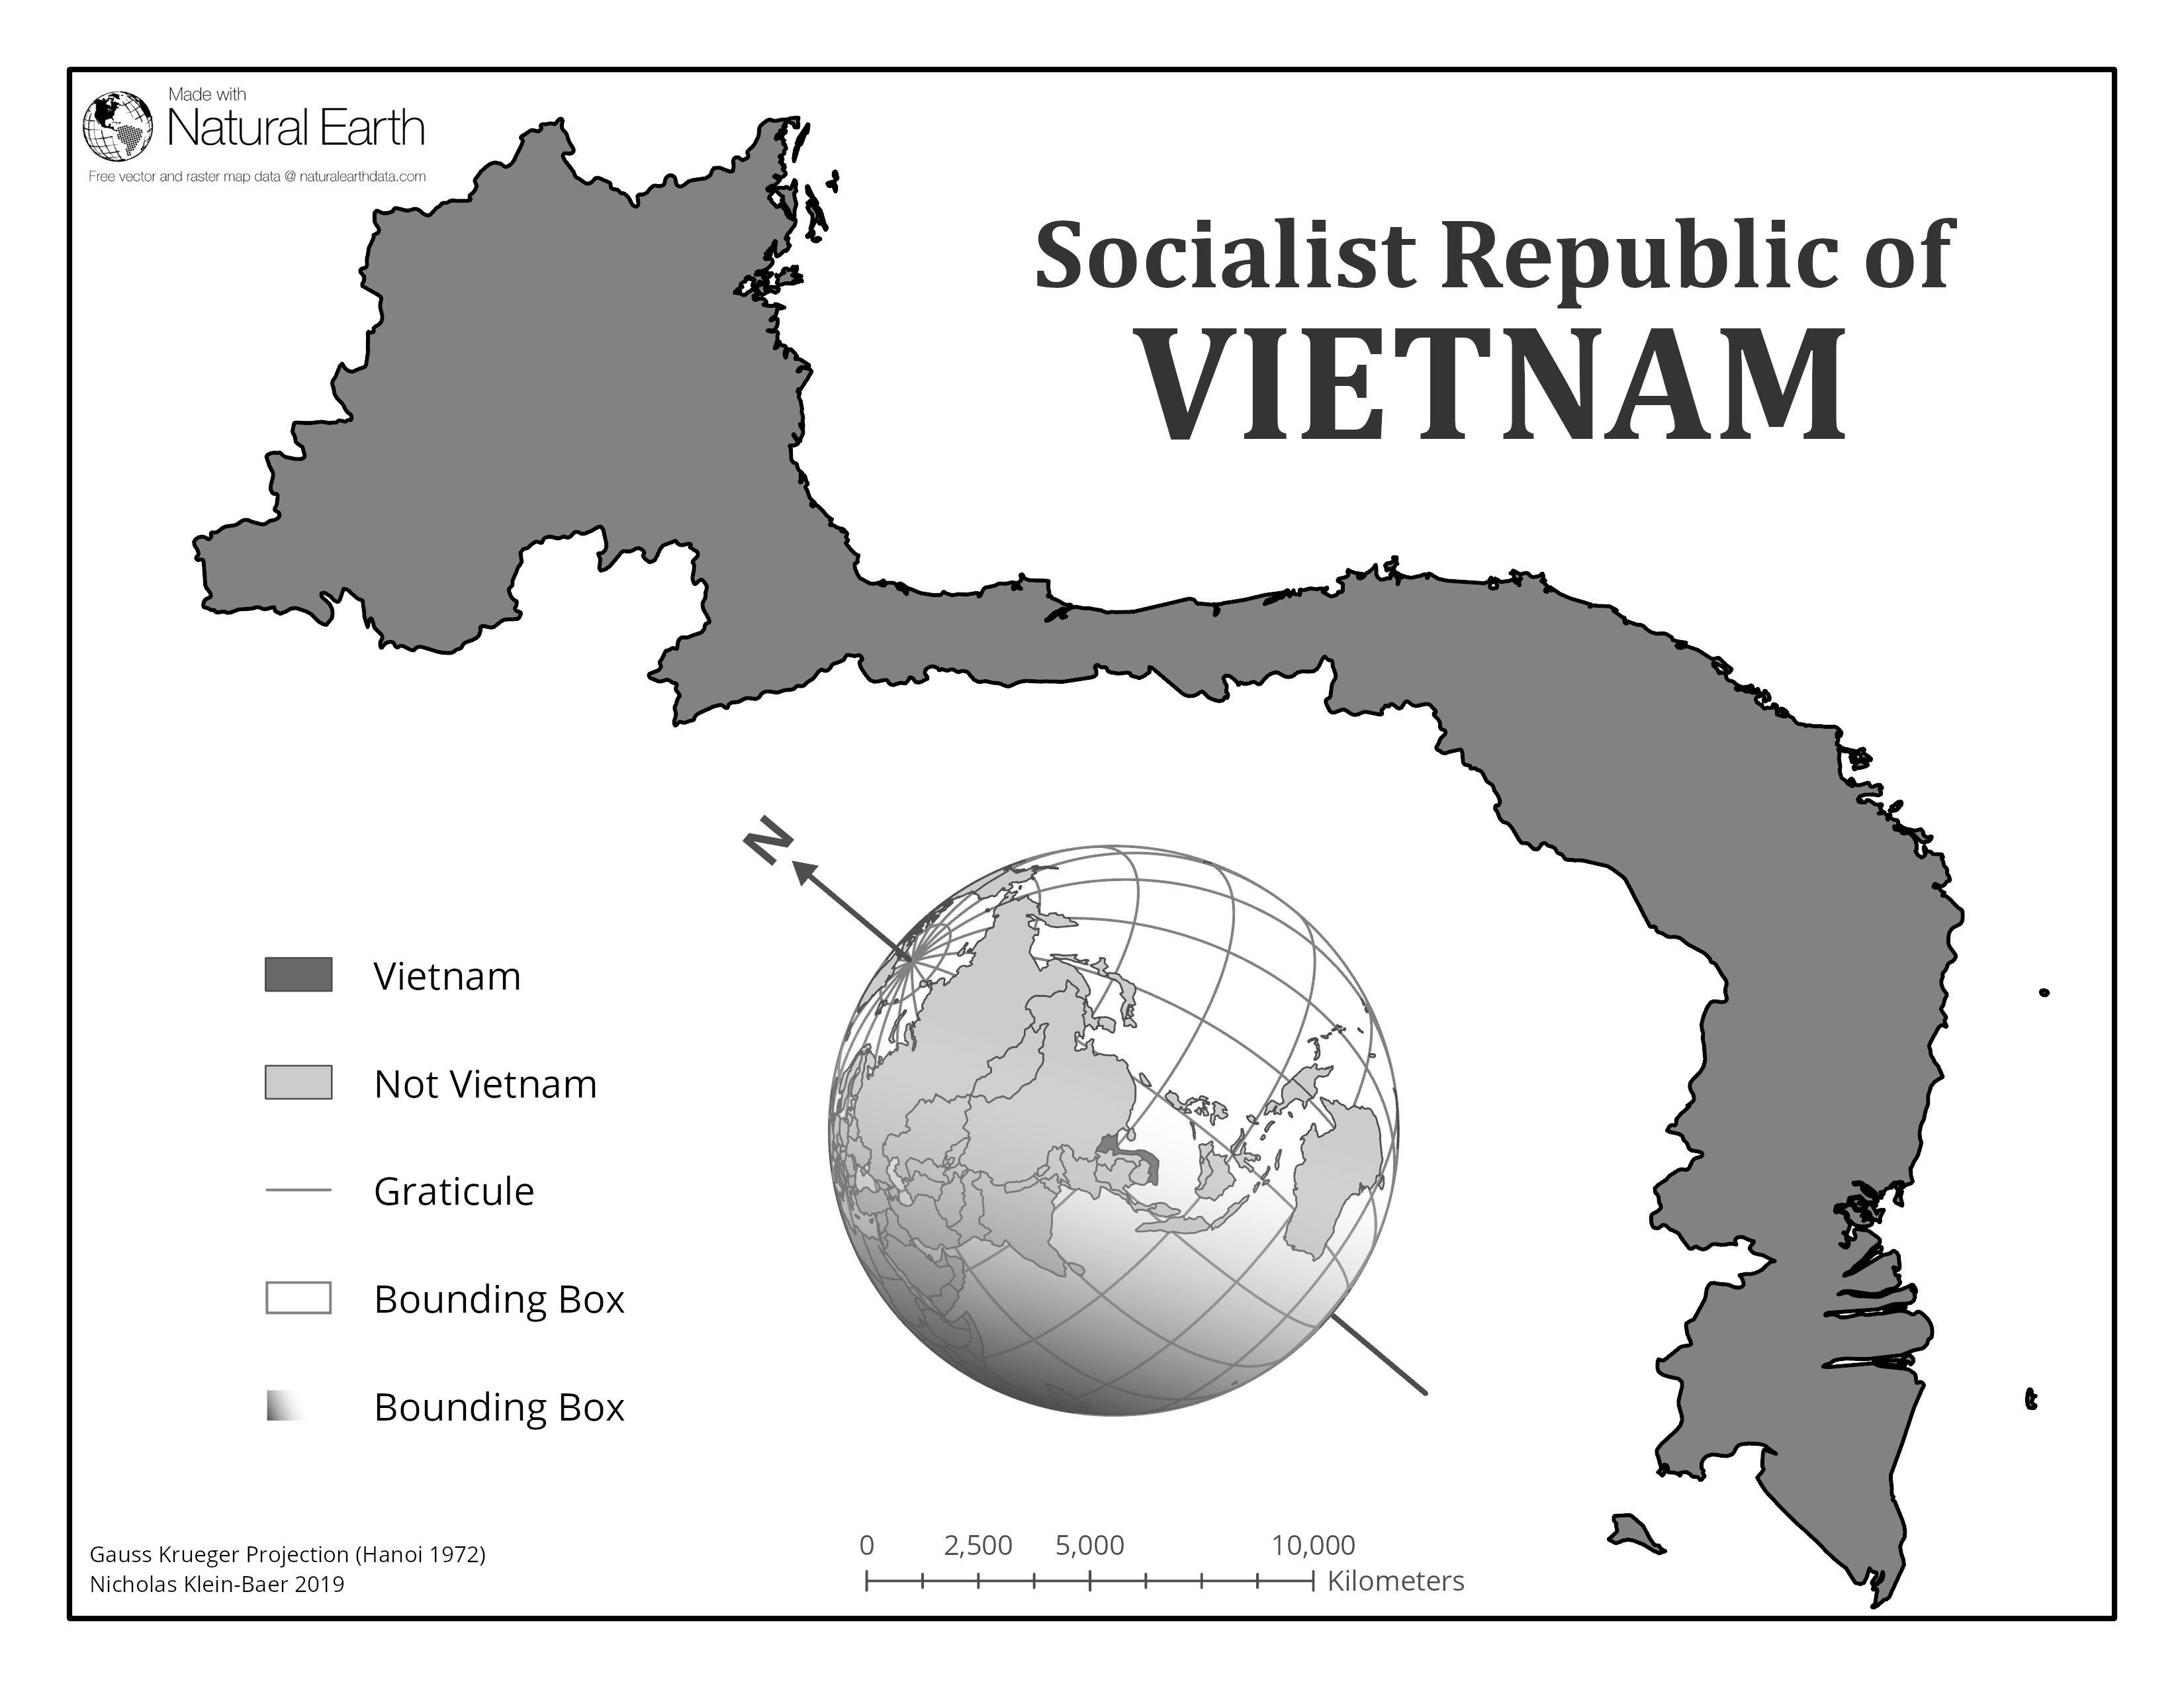 Made with
Natural Earth
Free vector and raster map data @ naturalearthdata.com
Socialist Republic of
VIETNAM
N
Vietnam
Not Vietnam
Graticule
Bounding Box
Bounding Box
Gauss Krueger Projection (Hanoi 1972)
Nicholas Klein-Baer 2019
0 2,500 5,000 10,000
Kilometers